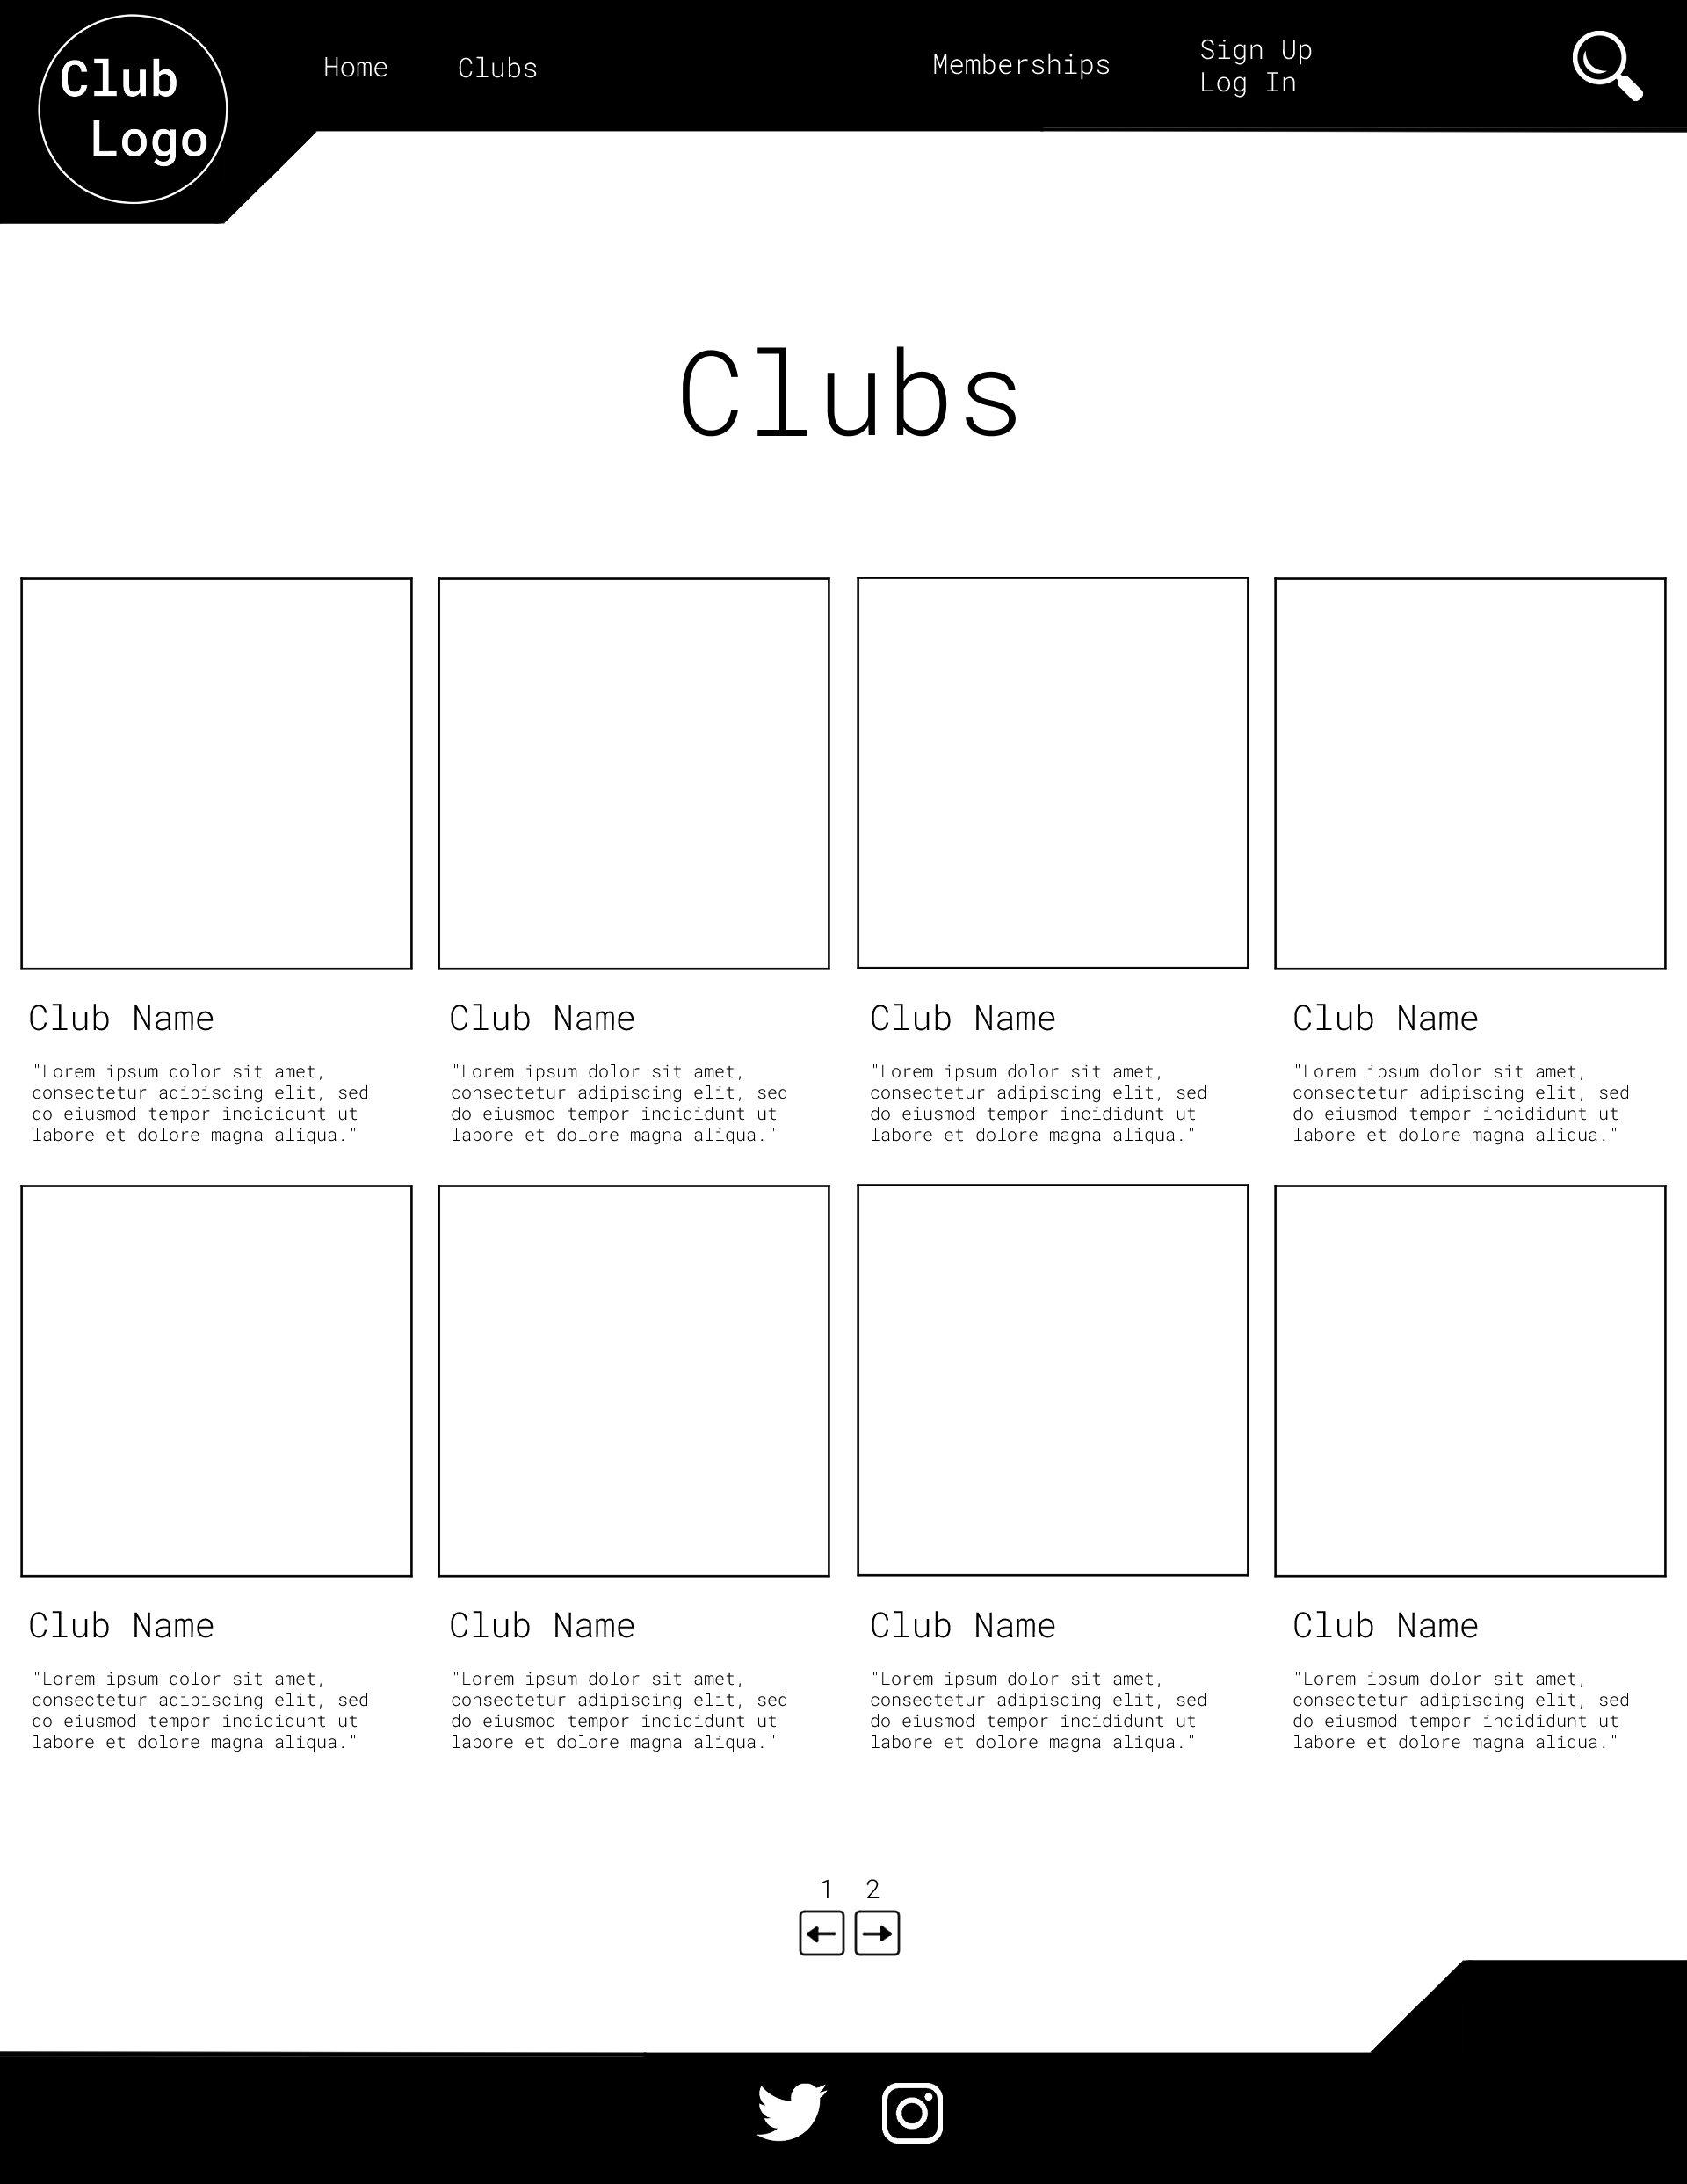 Club
Logo
Home
Clubs
Memberships
Sign Up
Log In
Clubs
Club Name
"Lorem ipsum dolor sit amet,
consectetur adipiscing elit, sed
do eiusmod tempor incididunt ut
labore et dolore magna aliqua."
Club Name
"Lorem ipsum dolor sit amet,
consectetur adipiscing elit, sed
do eiusmod tempor incididunt ut
labore et dolore magna aliqua."
Club Name
"Lorem ipsum dolor sit amet,
consectetur adipiscing elit, sed
do eiusmod tempor incididunt ut
labore et dolore magna aliqua."
Club Name
"Lorem ipsum dolor sit amet,
consectetur adipiscing elit, sed
do eiusmod tempor incididunt ut
labore et dolore magna aliqua."
Club Name
"Lorem ipsum dolor sit amet,
consectetur adipiscing elit, sed
do eiusmod tempor incididunt ut
labore et dolore magna aliqua."
Club Name
"Lorem ipsum dolor sit amet,
consectetur adipiscing elit, sed
do eiusmod tempor incididunt ut
labore et dolore magna aliqua."
Club Name
"Lorem ipsum dolor sit amet,
consectetur adipiscing elit, sed
do eiusmod tempor incididunt ut
labore et dolore magna aliqua."
Club Name
"Lorem ipsum dolor sit amet,
consectetur adipiscing elit, sed
do eiusmod tempor incididunt ut
labore et dolore magna aliqua."
1 2